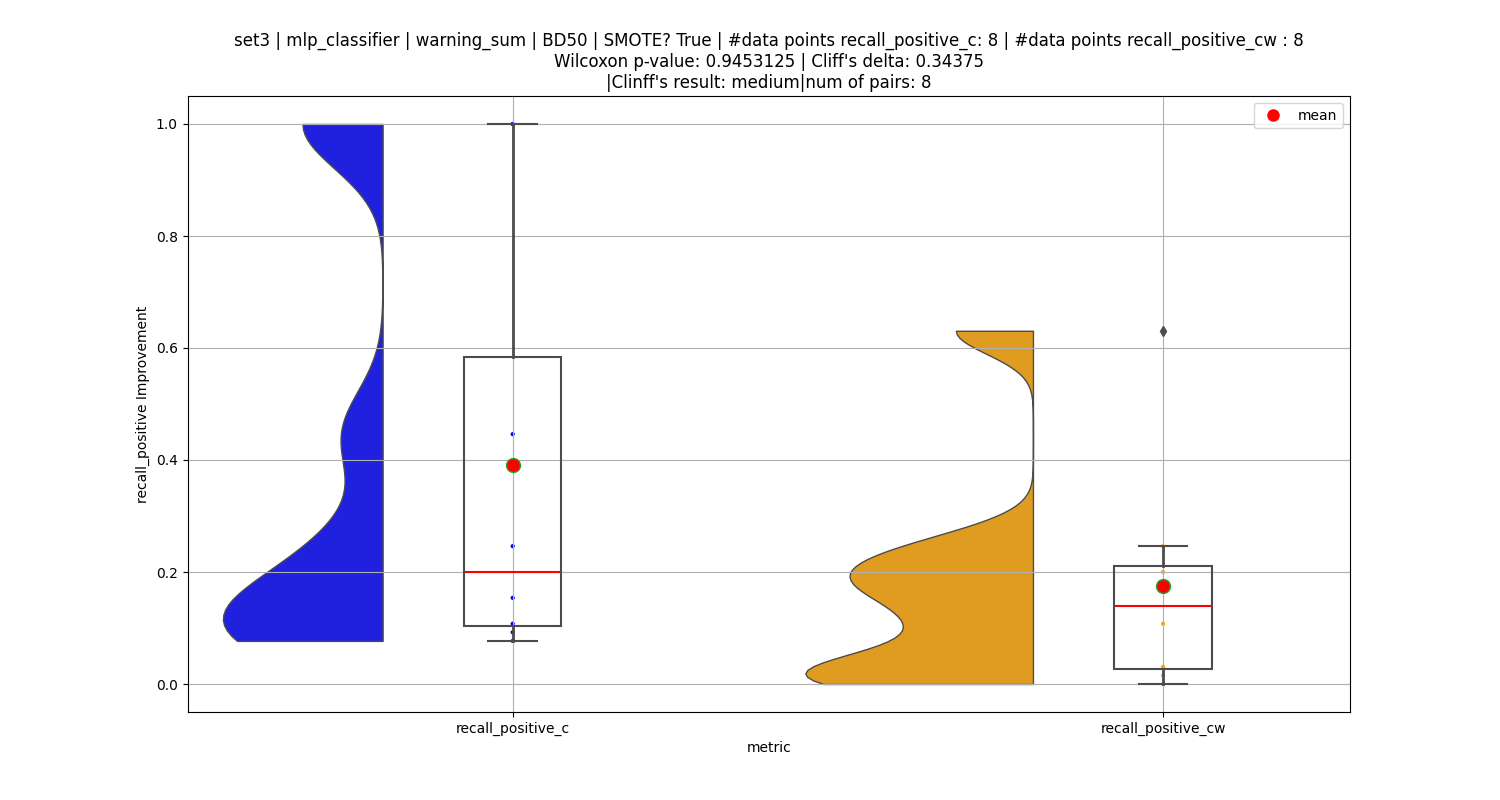 set3 | mlp_classifier | warning_sum | BD50 | SMOTE? True | #data points recall_positive_c: 8 | #data points recall_positive_cw : 8
Wilcoxon p-value: 0.9453125 | Cliff's delta: 0.34375
|Clinff's result: medium|num of pairs: 8
mean
1.0
0.8
0.6
0.4
0.2
0.0
recall_positive Improvement
recall_positive_c
recall_positive_cw
metric